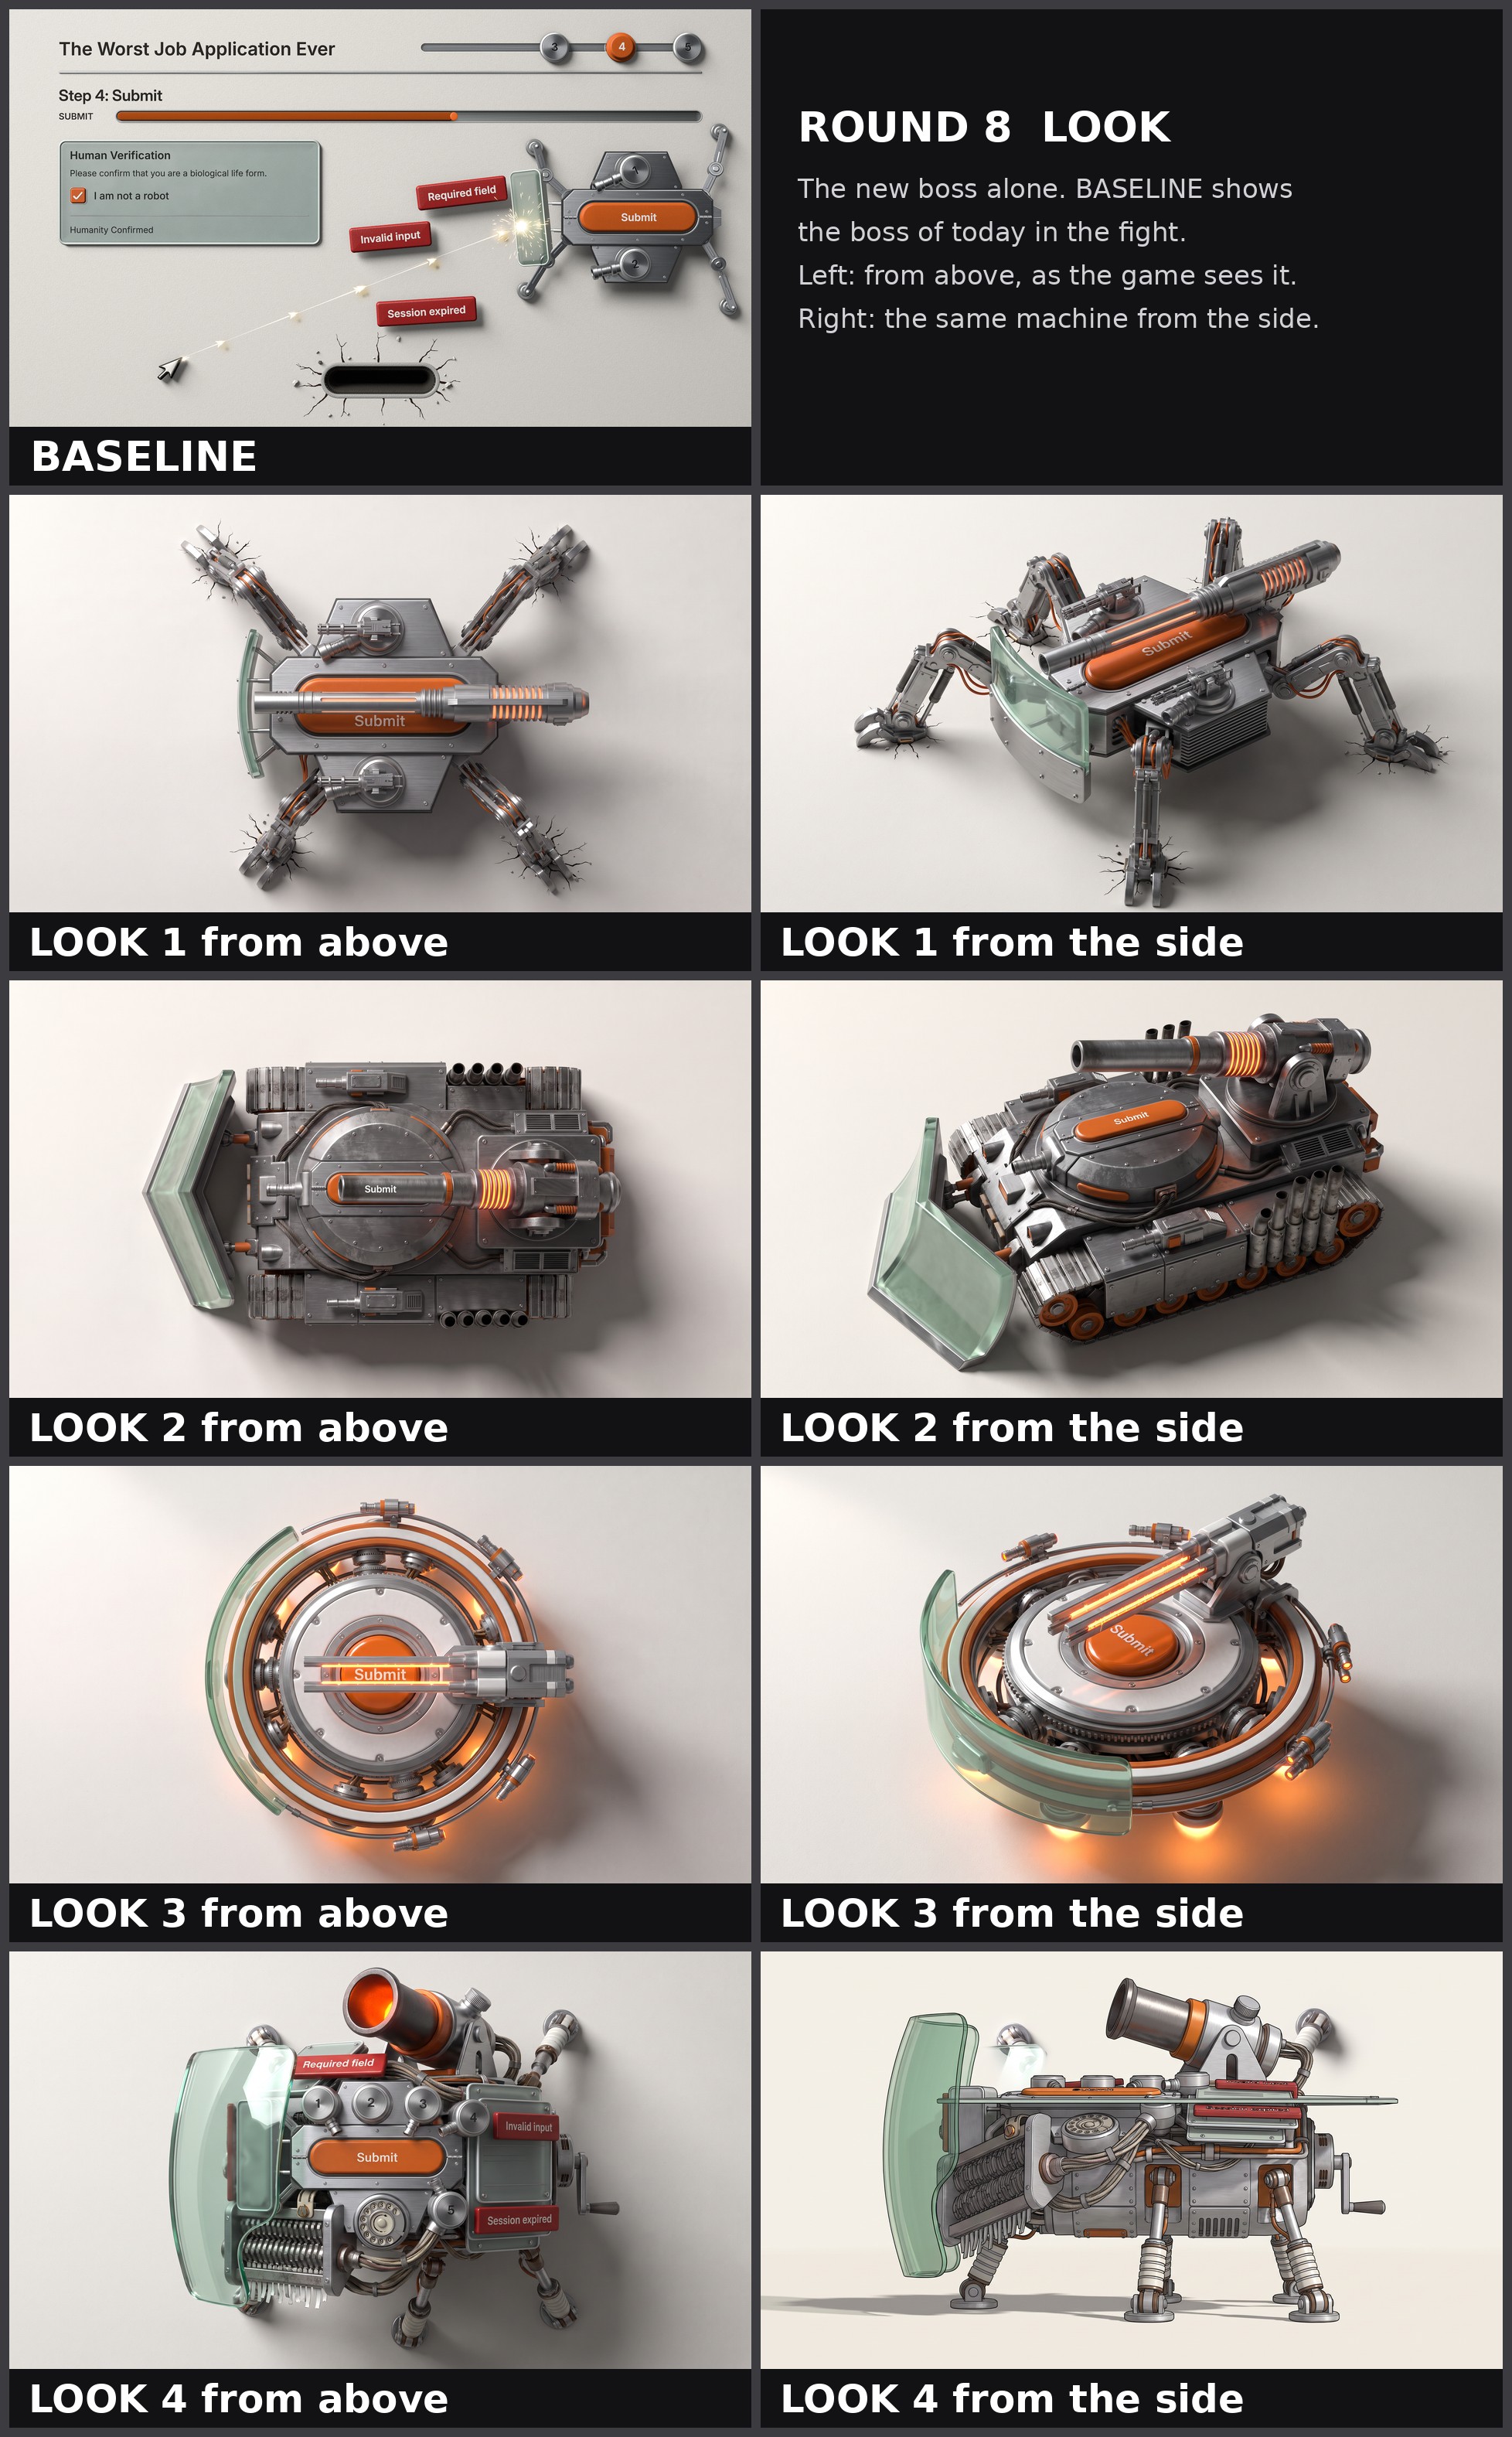 The Worst Job Application Ever
3
4
5
Step 4: Submit
SUBMIT
Human Verification
Please confirm that you are a biological life form.
I am not a robot
Humanity Confirmed
Required field
Invalid input
Session expired
1
Submit
2
BASELINE
ROUND 8 LOOK
The new boss alone. BASELINE shows
the boss of today in the fight.
Left: from above, as the game sees it.
Right: the same machine from the side.
Submit
LOOK 1 from above
Submit
LOOK 1 from the side
Submit
LOOK 2 from above
Submit
LOOK 2 from the side
Submit
LOOK 3 from above
Submit
LOOK 3 from the side
Required field
1
2
3
4
Invalid input
Submit
5
Session expired
LOOK 4 from above
LOOK 4 from the side